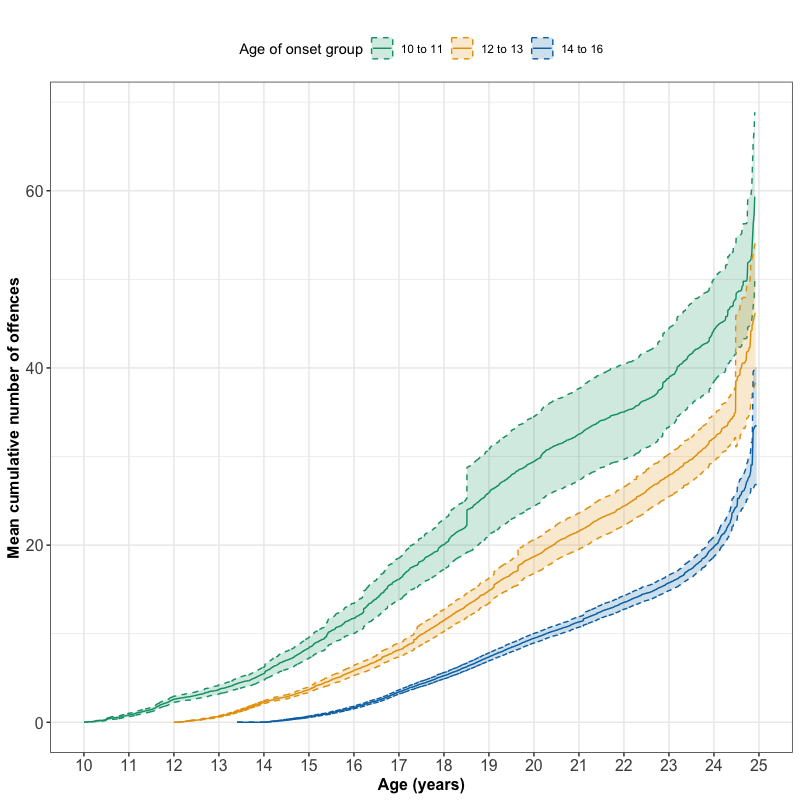 Age of onset group 10 to 11 12 to 13 14 to 16
Mean cumulative number of offences
60
40
20
0
10 11 12 13 14 15 16 17 18 19 20 21 22 23 24 25
Age (years)